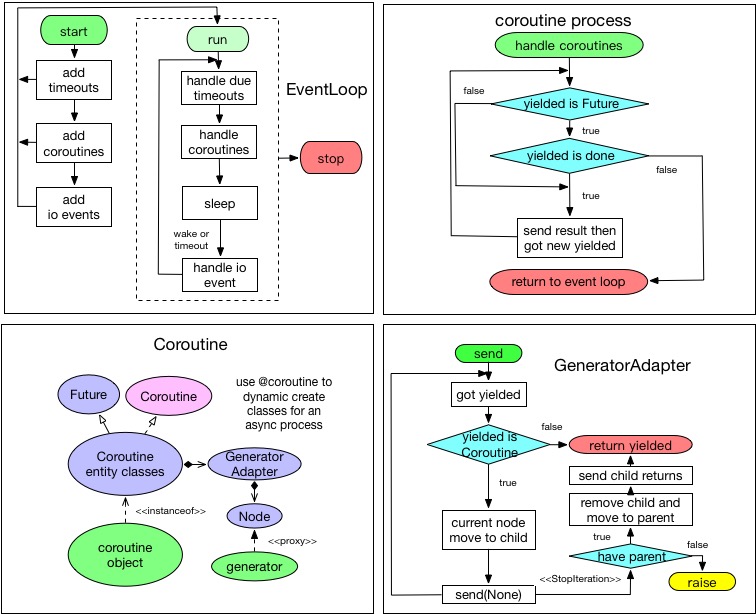 start
add
timeouts
add
coroutines
add
io events
run
handle due
timeouts
handle
coroutines
sleep
wake or
timeout
handle io
event
EventLoop
stop
coroutine process
handle coroutines
false
yielded is Future
true
yielded is done
false
true
send result then
got new yielded
return to event loop
Coroutine
Future
Coroutine
use @coroutine to
dynamic create
classes for an
async process
Coroutine
entity classes
Generator
Adapter
<<instanceof>>
Node
coroutine
object
<<proxy>>
generator
send
GeneratorAdapter
got yielded
yielded is
Coroutine
false
return yielded
send child returns
true
remove child and
move to parent
current node
move to child
true
false
have parent
<<StopIteration>>
raise
send(None)